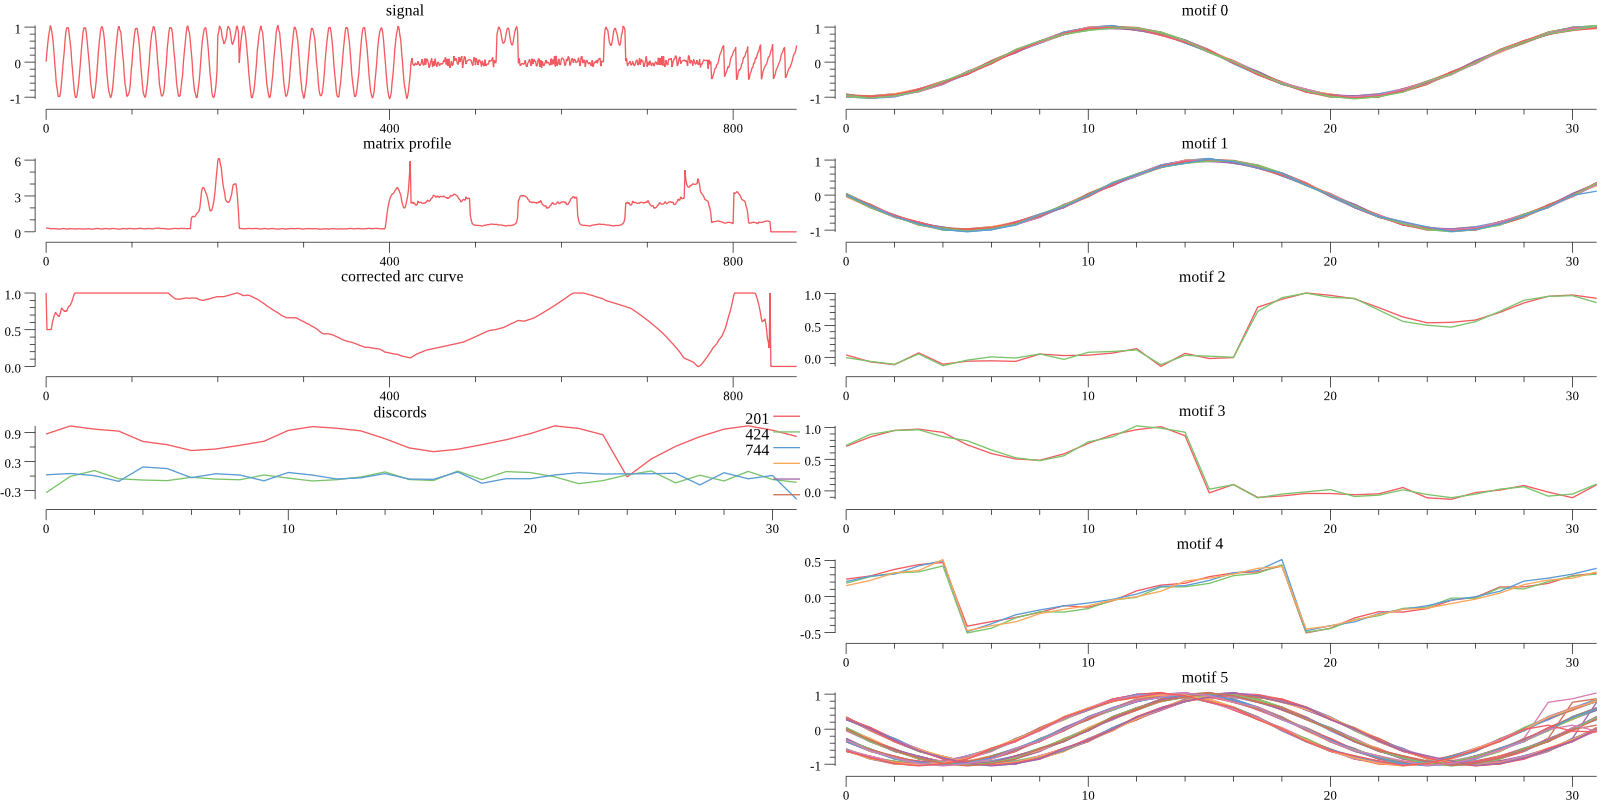 signal
1
0
-1
0 400 800
matrix profile
6
3
0
0 400 800
corrected arc curve
1.0
0.5
0.0
0 400 800
discords
0.9
0.3
-0.3
201
424
744
0 10 20 30
motif 0
1
0
-1
0 10 20 30
motif 1
1
0
-1
0 10 20 30
motif 2
1.0
0.5
0.0
0 10 20 30
motif 3
1.0
0.5
0.0
0 10 20 30
motif 4
0.5
0.0
-0.5
0 10 20 30
motif 5
1
0
-1
0 10 20 30